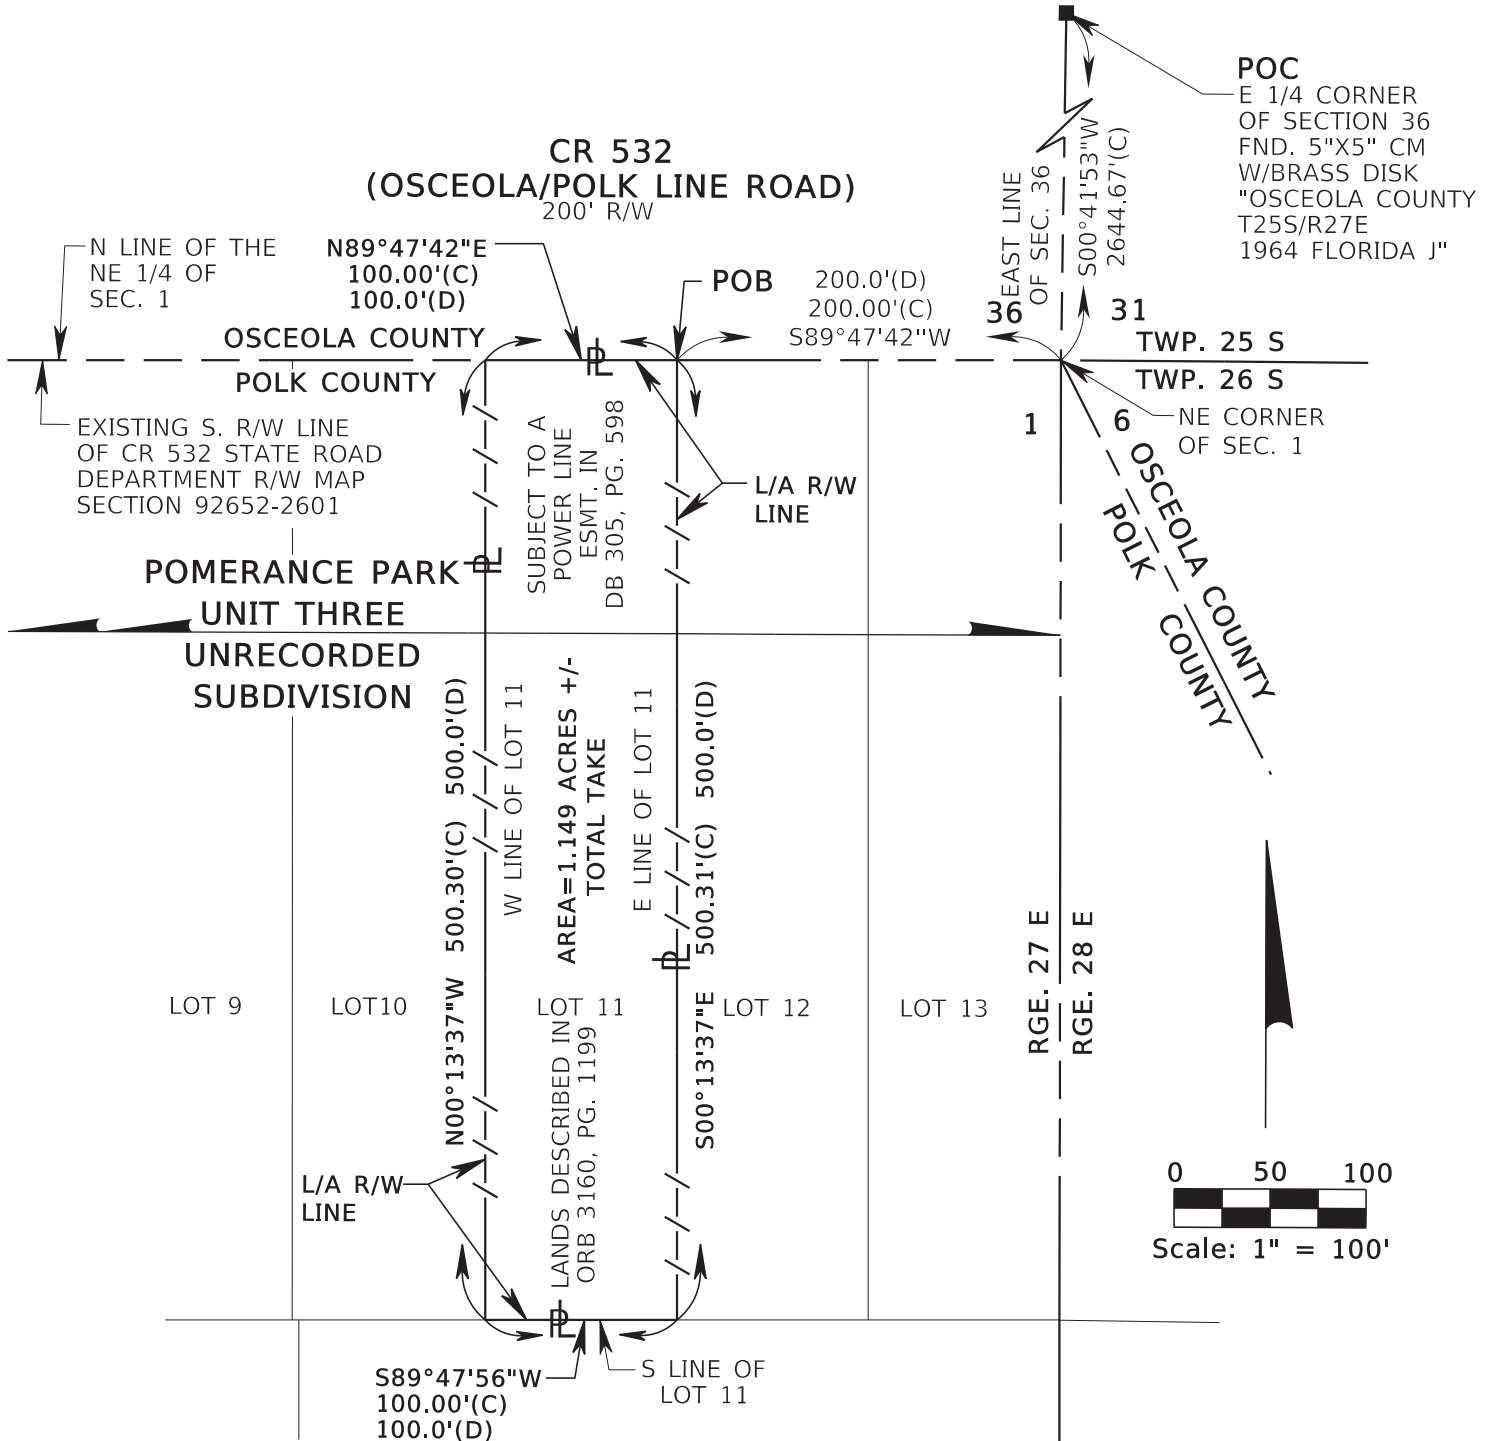 POC
E 1/4 CORNER
OF SECTION 36
FND. 5"X5" CM
W/BRASS DISK
"OSCEOLA COUNTY
T25S/R27E
1964 FLORIDA J"
CR 532
(OSCEOLA/POLK LINE ROAD)
200' R/W
EAST LINE
OF SEC. 36
S00°41'53"W
2644.67'(C)
N LINE OF THE
NE 1/4 OF
SEC. 1
N89°47'42"E
100.00'(C)
100.0'(D)
POB
200.0'(D)
200.00'(C)
S89°47'42"W
36
31
OSCEOLA COUNTY
POLK COUNTY
TWP. 25 S
TWP. 26 S
1
6
NE CORNER
OF SEC. 1
EXISTING S. R/W LINE
OF CR 532 STATE ROAD
DEPARTMENT R/W MAP
SECTION 92652-2601
SUBJECT TO A
POWER LINE
ESMT. IN
DB 305, PG. 598
L/A R/W
LINE
OSCEOLA COUNTY
POLK COUNTY
PL
PL
POMERANCE PARK
UNIT THREE
UNRECORDED
SUBDIVISION
N00°13'37"W 500.30'(C) 500.0'(D)
W LINE OF LOT 11
AREA=1.149 ACRES +/-
TOTAL TAKE
E LINE OF LOT 11
S00°13'37"E 500.31'(C) 500.0'(D)
PL
LOT 9
LOT10
LOT 11
LOT 12
LOT 13
RGE. 27 E
RGE. 28 E
LANDS DESCRIBED IN
ORB 3160, PG. 1199
L/A R/W
LINE
0 50 100
Scale: 1" = 100'
PL
S89°47'56"W
100.00'(C)
100.0'(D)
S LINE OF
LOT 11